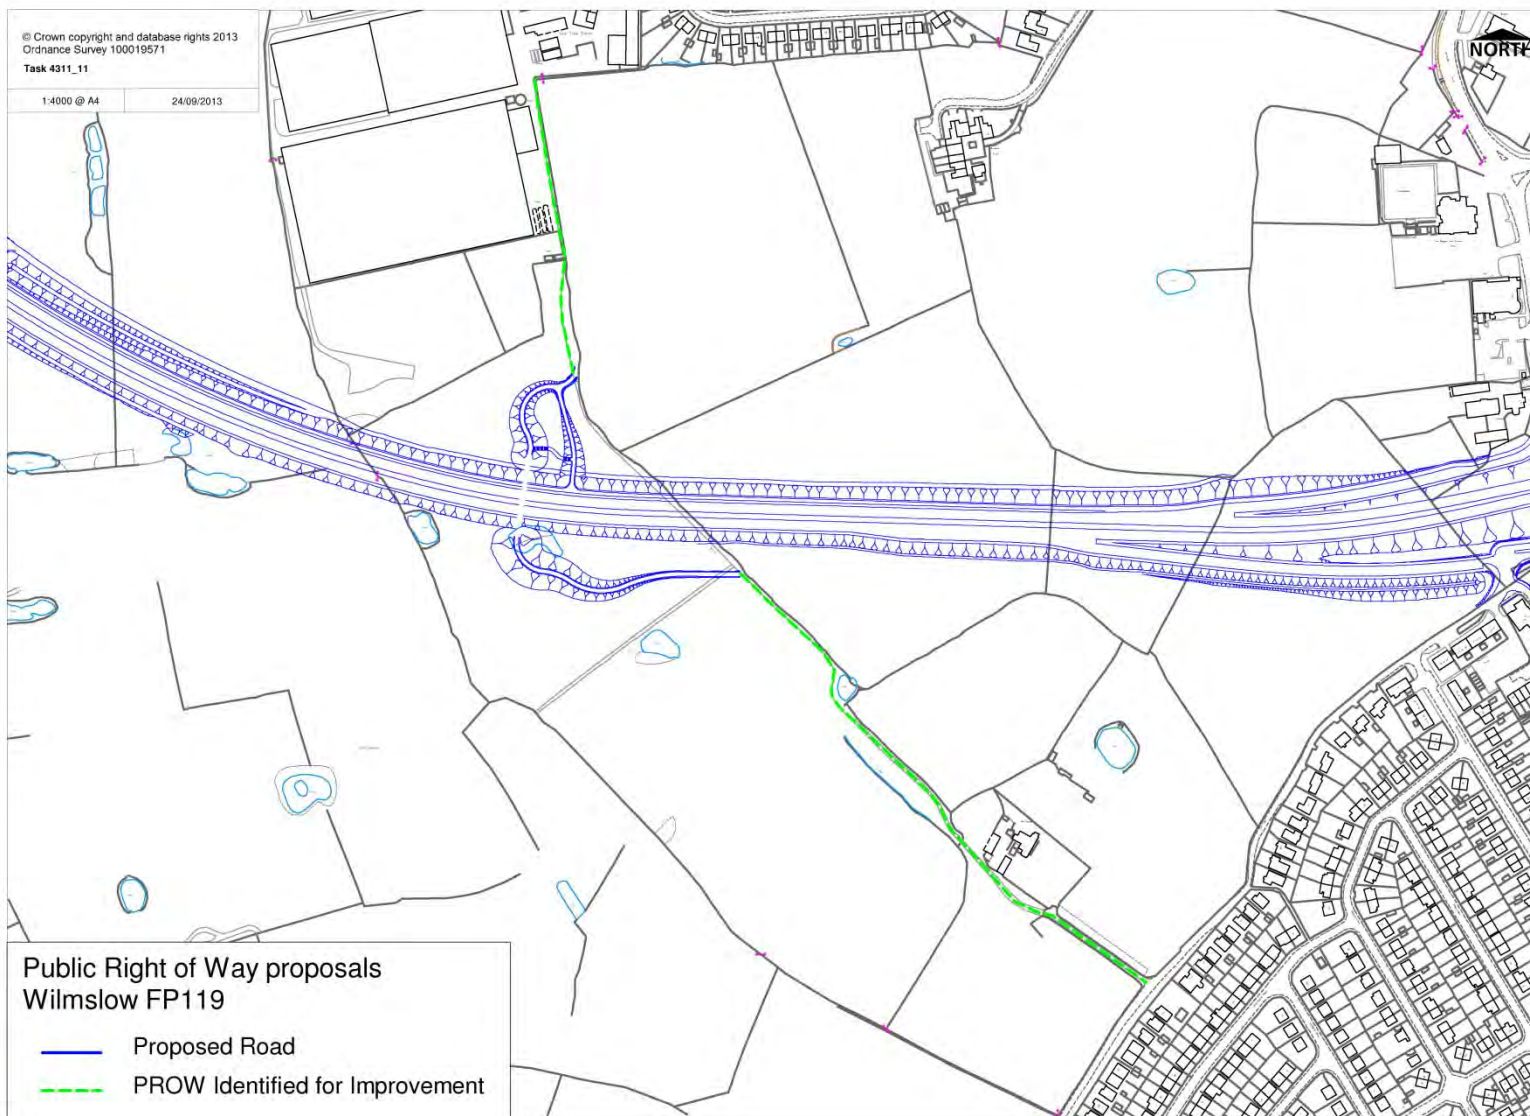 © Crown copyright and database rights 2013
Ordnance Survey 100019571
Task 4311_11
1:4000 @ A4
24/09/2013
NORTH
Public Right of Way proposals
Wilmslow FP119
Proposed Road
PROW Identified for Improvement